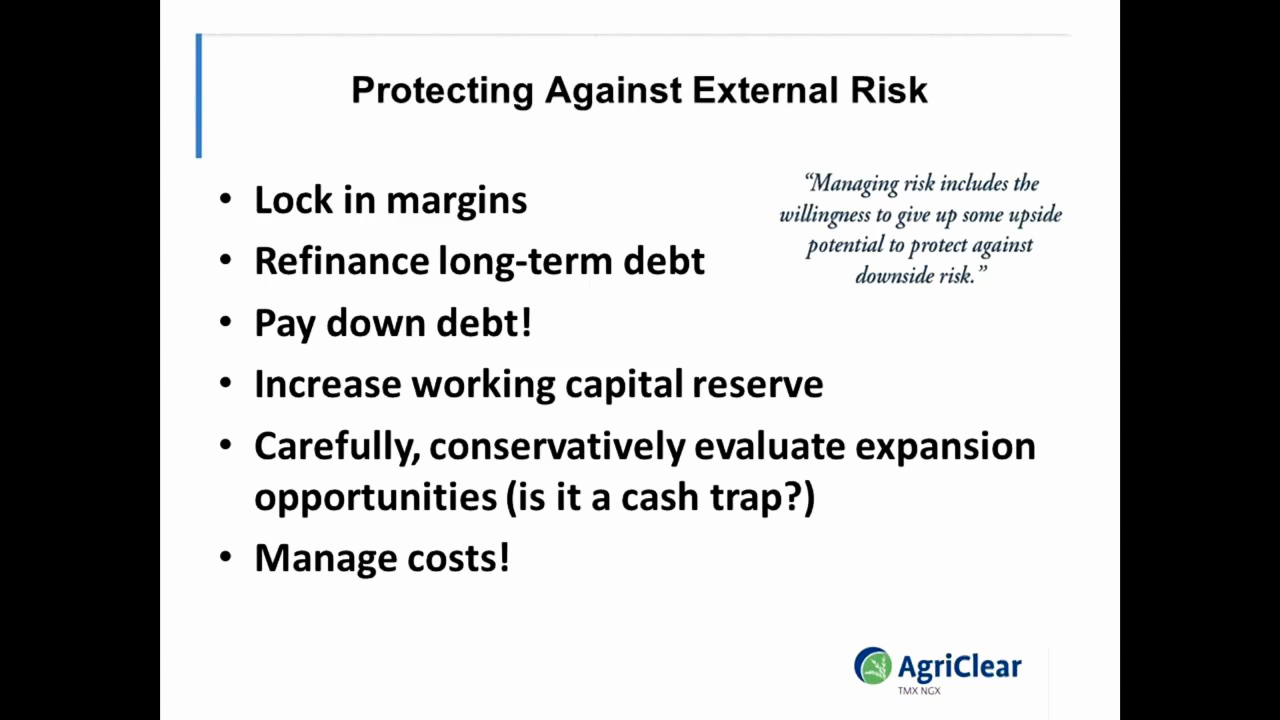 Protecting Against External Risk
• Lock in margins
• Refinance long-term debt
• Pay down debt!
• Increase working capital reserve
• Carefully, conservatively evaluate expansion
opportunities (is it a cash trap?)
• Manage costs!
“Managing risk includes the
willingness to give up some upside
potential to protect against
downside risk.”
AgriClear
TMX NGX